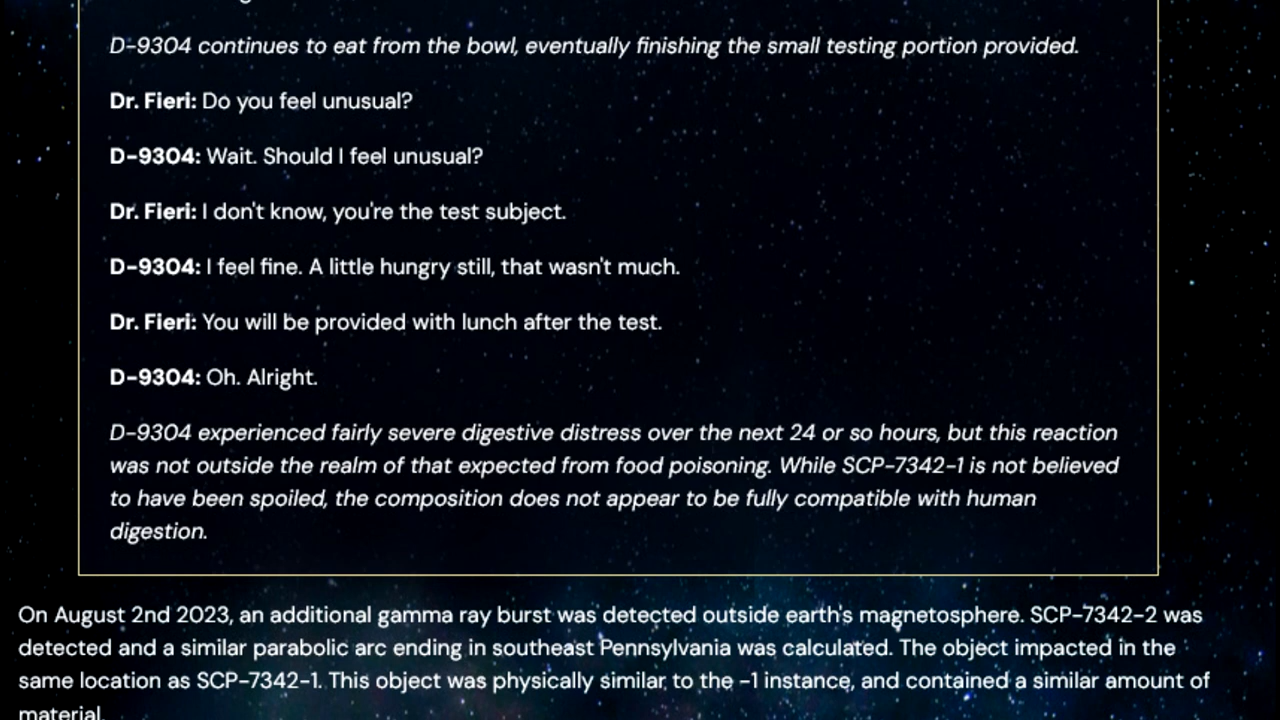 D-9304 continues to eat from the bowl, eventually finishing the small testing portion provided.
Dr. Fieri: Do you feel unusual?
D-9304: Wait. Should I feel unusual?
Dr. Fieri: I don't know, you're the test subject.
D-9304: I feel fine. A little hungry still, that wasn't much.
Dr. Fieri: You will be provided with lunch after the test.
D-9304: Oh. Alright.
D-9304 experienced fairly severe digestive distress over the next 24 or so hours, but this reaction
was not outside the realm of that expected from food poisoning. While SCP-7342-1 is not believed
to have been spoiled, the composition does not appear to be fully compatible with human
digestion.
On August 2nd 2023, an additional gamma ray burst was detected outside earth's magnetosphere. SCP-7342-2 was
detected and a similar parabolic arc ending in southeast Pennsylvania was calculated. The object impacted in the
same location as SCP-7342-1. This object was physically similar to the -1 instance, and contained a similar amount of
material.